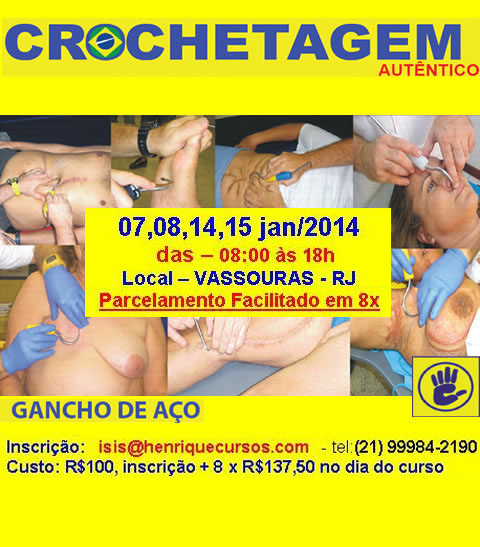 CROCHETAGEM
AUTÊNTICO
07,08,14,15 jan/2014
das – 08:00 às 18h
Local – VASSOURAS - RJ
Parcelamento Facilitado em 8x
GANCHO DE AÇO
Inscrição: isis@henriquecursos.com - tel:(21) 99984-2190
Custo: R$100, inscrição + 8 x R$137,50 no dia do curso